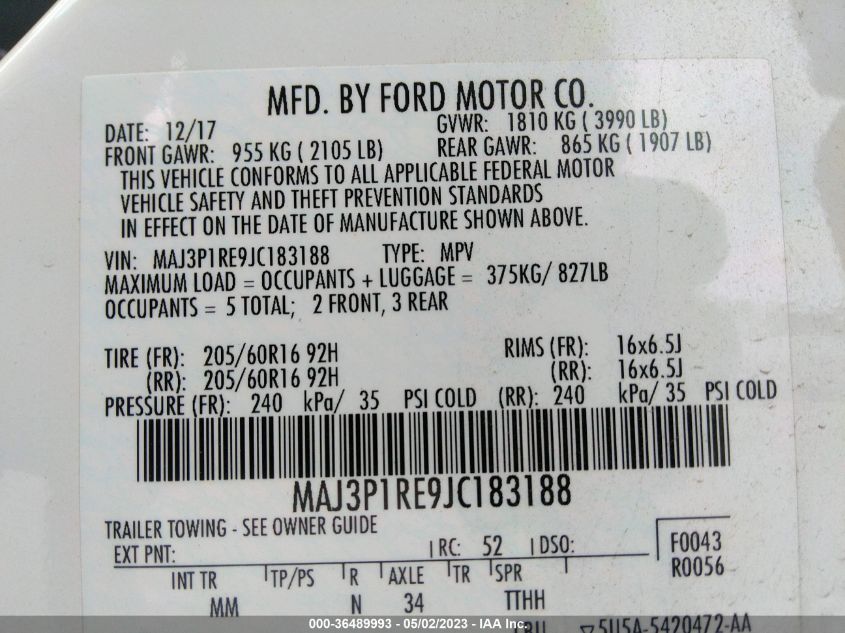 MFD. BY FORD MOTOR CO.
DATE: 12/17 GVWR: 1810 KG ( 3990 LB)
FRONT GAWR: 955 KG ( 2105 LB) REAR GAWR: 865 KG ( 1907 LB)
THIS VEHICLE CONFORMS TO ALL APPLICABLE FEDERAL MOTOR
VEHICLE SAFETY AND THEFT PREVENTION STANDARDS
IN EFFECT ON THE DATE OF MANUFACTURE SHOWN ABOVE.
VIN: MAJ3P1RE9JC183188 TYPE: MPV
MAXIMUM LOAD = OCCUPANTS + LUGGAGE = 375KG/ 827LB
OCCUPANTS = 5 TOTAL; 2 FRONT, 3 REAR
TIRE (FR): 205/60R16 92H RIMS (FR): 16x6.5J
(RR): 205/60R16 92H (RR): 16x6.5J
PRESSURE (FR): 240 kPa/ 35 PSI COLD (RR): 240 kPa/ 35 PSI COLD
MAJ3P1RE9JC183188
TRAILER TOWING - SEE OWNER GUIDE
EXT PNT: RC: 52 DSO: F0043
R0056
INT TR TP/PS R AXLE TR SPR
MM N 34 TTHH
5U5A-5420472-AA
000-36489993 - 05/02/2023 - IAA Inc.